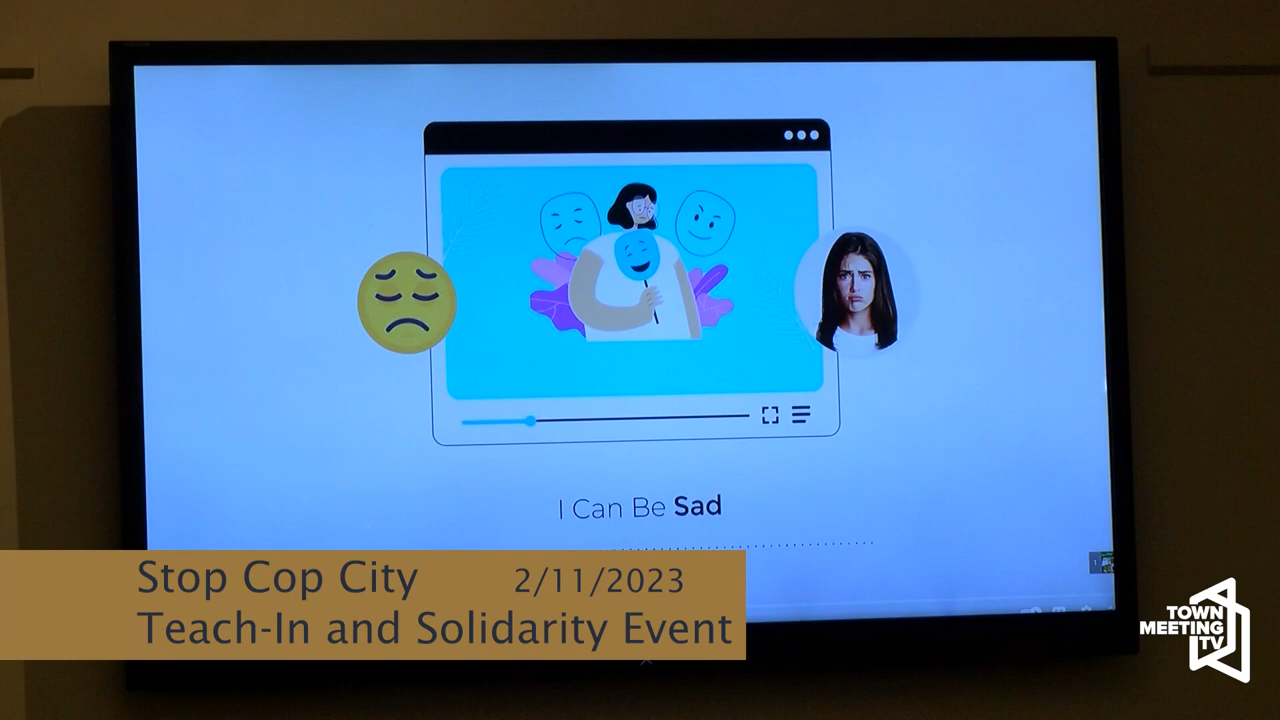 I Can Be Sad
Stop Cop City 2/11/2023
Teach-In and Solidarity Event
TOWN
MEETING
TV